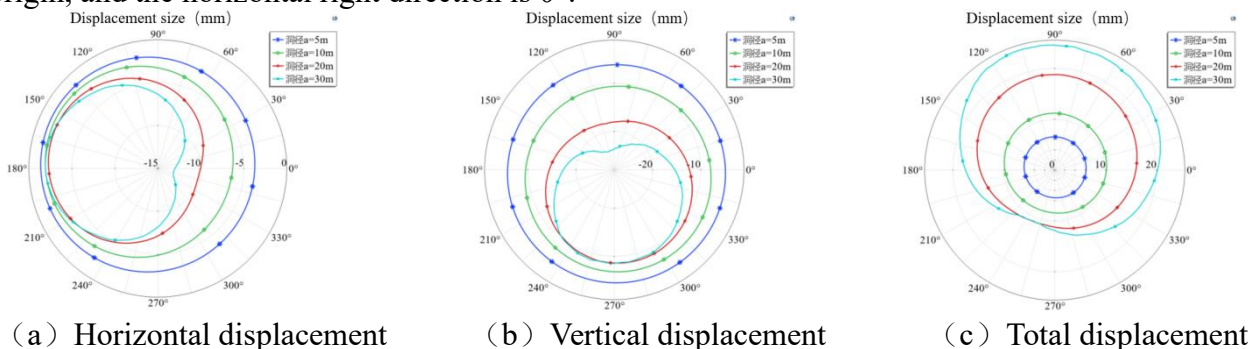 origin, and the horizontal right direction is 0°.
Displacement size（mm）
90°
120°
60°
150°
30°
180°
-15
-10
-5
0
0°
210°
330°
240°
300°
270°
洞径a=5m
洞径a=10m
洞径a=20m
洞径a=30m
（a）Horizontal displacement
Displacement size（mm）
90°
120°
60°
150°
30°
180°
-20
-10
0°
210°
330°
240°
300°
270°
洞径a=5m
洞径a=10m
洞径a=20m
洞径a=30m
（b）Vertical displacement
Displacement size（mm）
90°
120°
60°
150°
30°
180°
0
10
20
0°
210°
330°
240°
300°
270°
洞径a=5m
洞径a=10m
洞径a=20m
洞径a=30m
（c）Total displacement